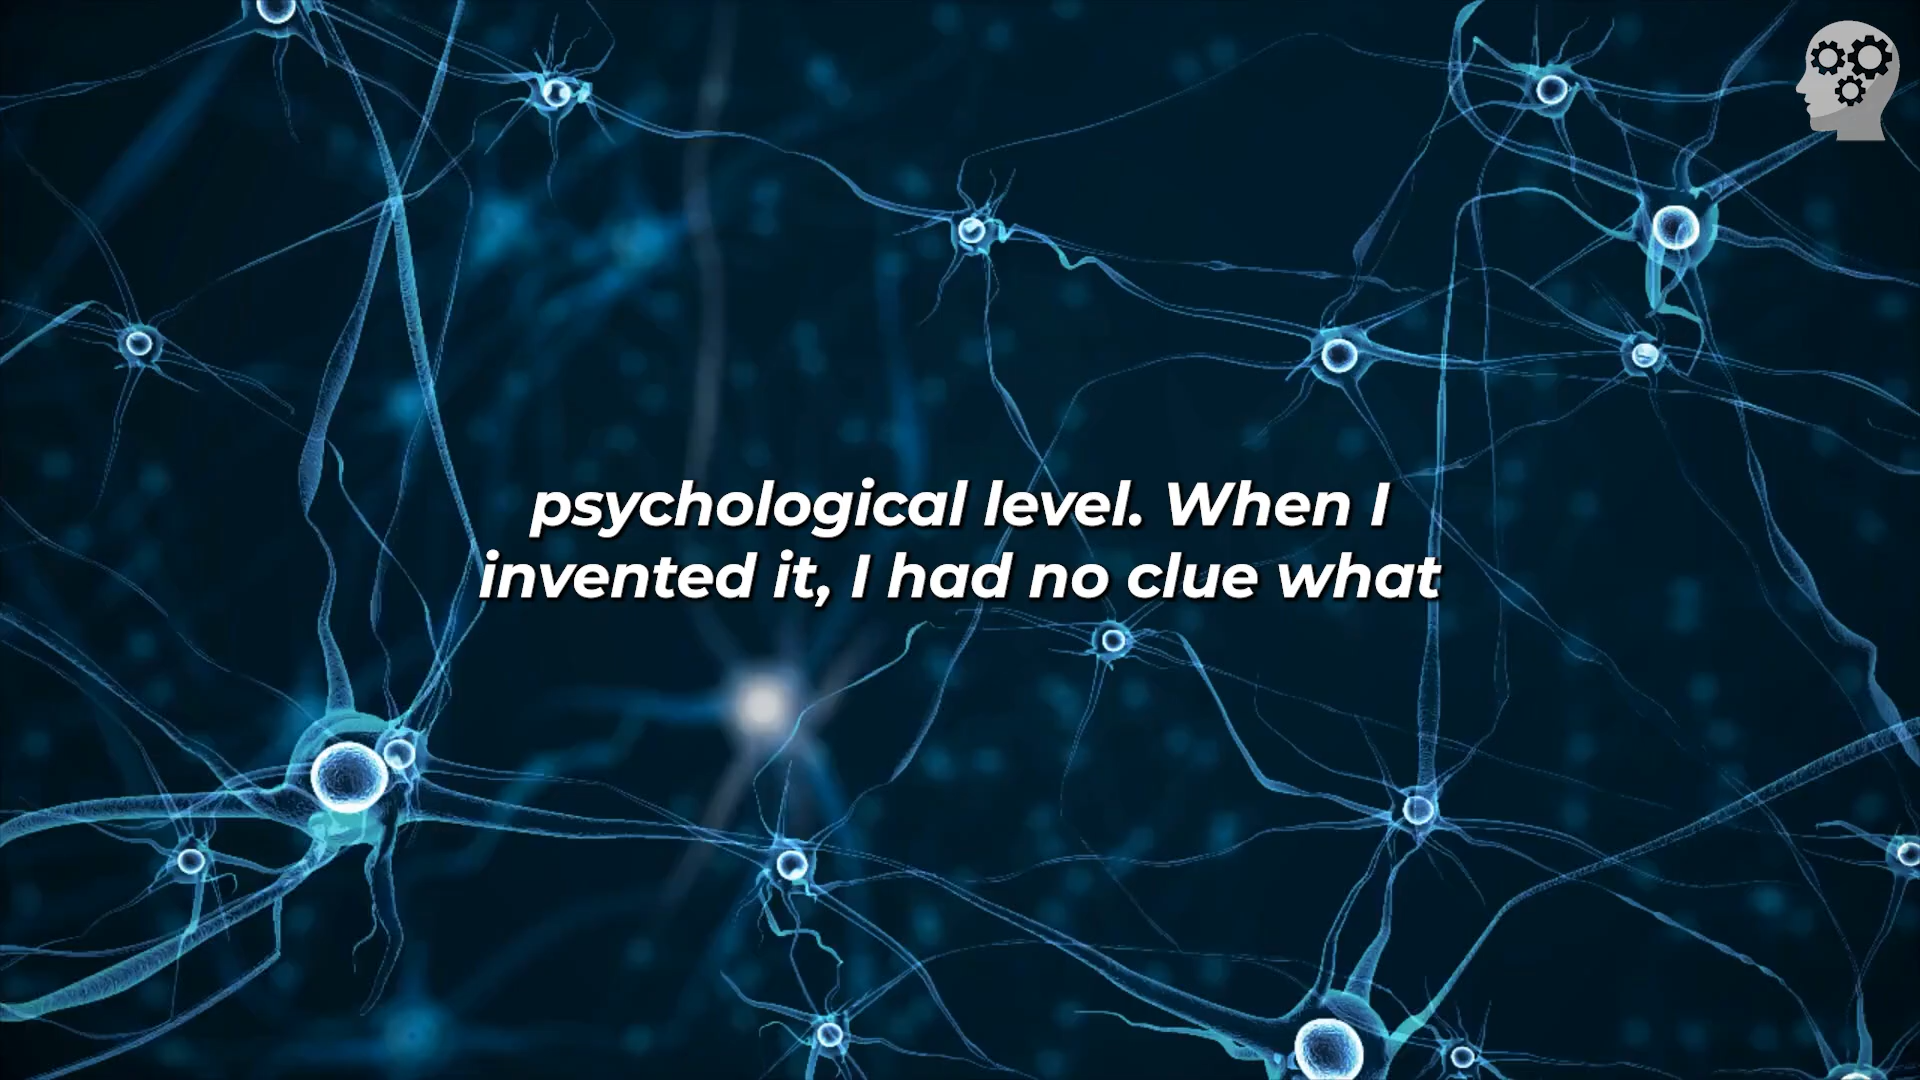 psychological level. When I
invented it, I had no clue what